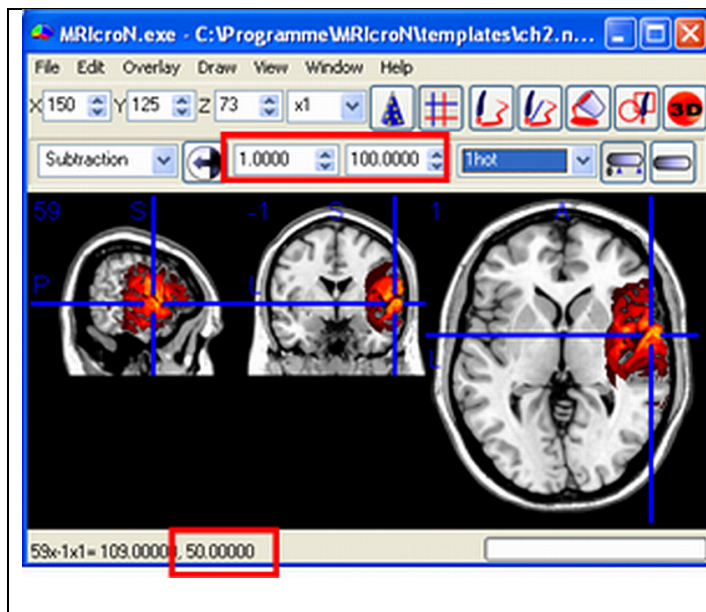 MRIcroN.exe - C:\Programme\MRIcroN\templates\ch2.n...
File Edit Overlay Draw View Window Help
X 150 Y 125 Z 73 x1 3D
Subtraction 1.0000 100.0000 1hot
59 S -1 S 1 A
P L
L
59x-1x1= 109.00000, 50.00000